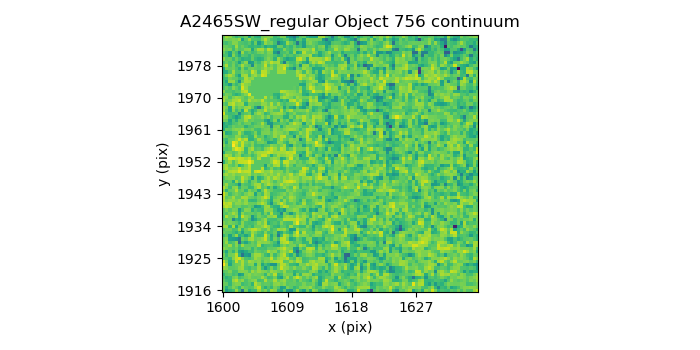 A2465SW_regular Object 756 continuum
1978
1970
1961
1952
1943
1934
1925
1916
y (pix)
1600 1609 1618 1627
x (pix)